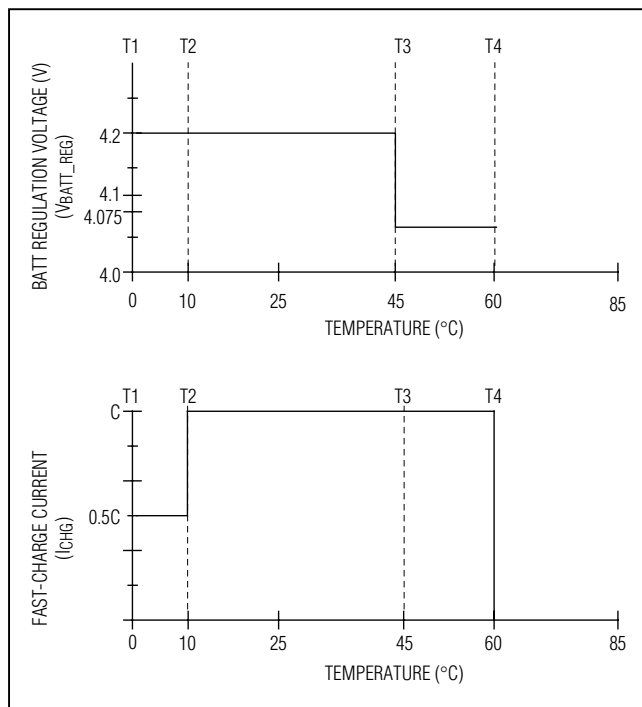 T1 T2 T3 T4
BATT REGULATION VOLTAGE (V)
(VBATT_REG)
4.2
4.1
4.075
4.0
0 10 25 45 60 85
TEMPERATURE (°C)
T1 T2 T3 T4
FAST-CHARGE CURRENT
(ICHG)
C
0.5C
0 10 25 45 60 85
TEMPERATURE (°C)